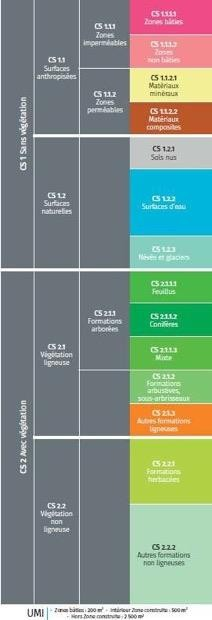 CS 1 Sans végétation
CS 1.1
Surfaces
anthropisées
CS 1.1.1
Zones
imperméables
CS 1.1.1.1
Zones bâties
CS 1.1.1.2
Zones
non bâties
CS 1.1.2
Zones
perméables
CS 1.1.2.1
Matériaux
minéraux
CS 1.1.2.2
Matériaux
composites
CS 1.2
Surfaces
naturelles
CS 1.2.1
Sols nus
CS 1.2.2
Surfaces d'eau
CS 1.2.3
Névés et glaciers
CS 2 Avec végétation
CS 2.1
Végétation
ligneuse
CS 2.1.1
Formations
arborées
CS 2.1.1.1
Feuillus
CS 2.1.1.2
Conifères
CS 2.1.1.3
Mixte
CS 2.1.2
Formations
arbustives,
sous-arbrisseaux
CS 2.1.3
Autres formations
ligneuses
CS 2.2
Végétation
non
ligneuse
CS 2.2.1
Formations
herbacées
CS 2.2.2
Autres formations
non ligneuses
UMI
- Zones bâties : 200 m² - Intérieur Zone construite : 500 m²
- Hors Zone construite : 2 500 m²